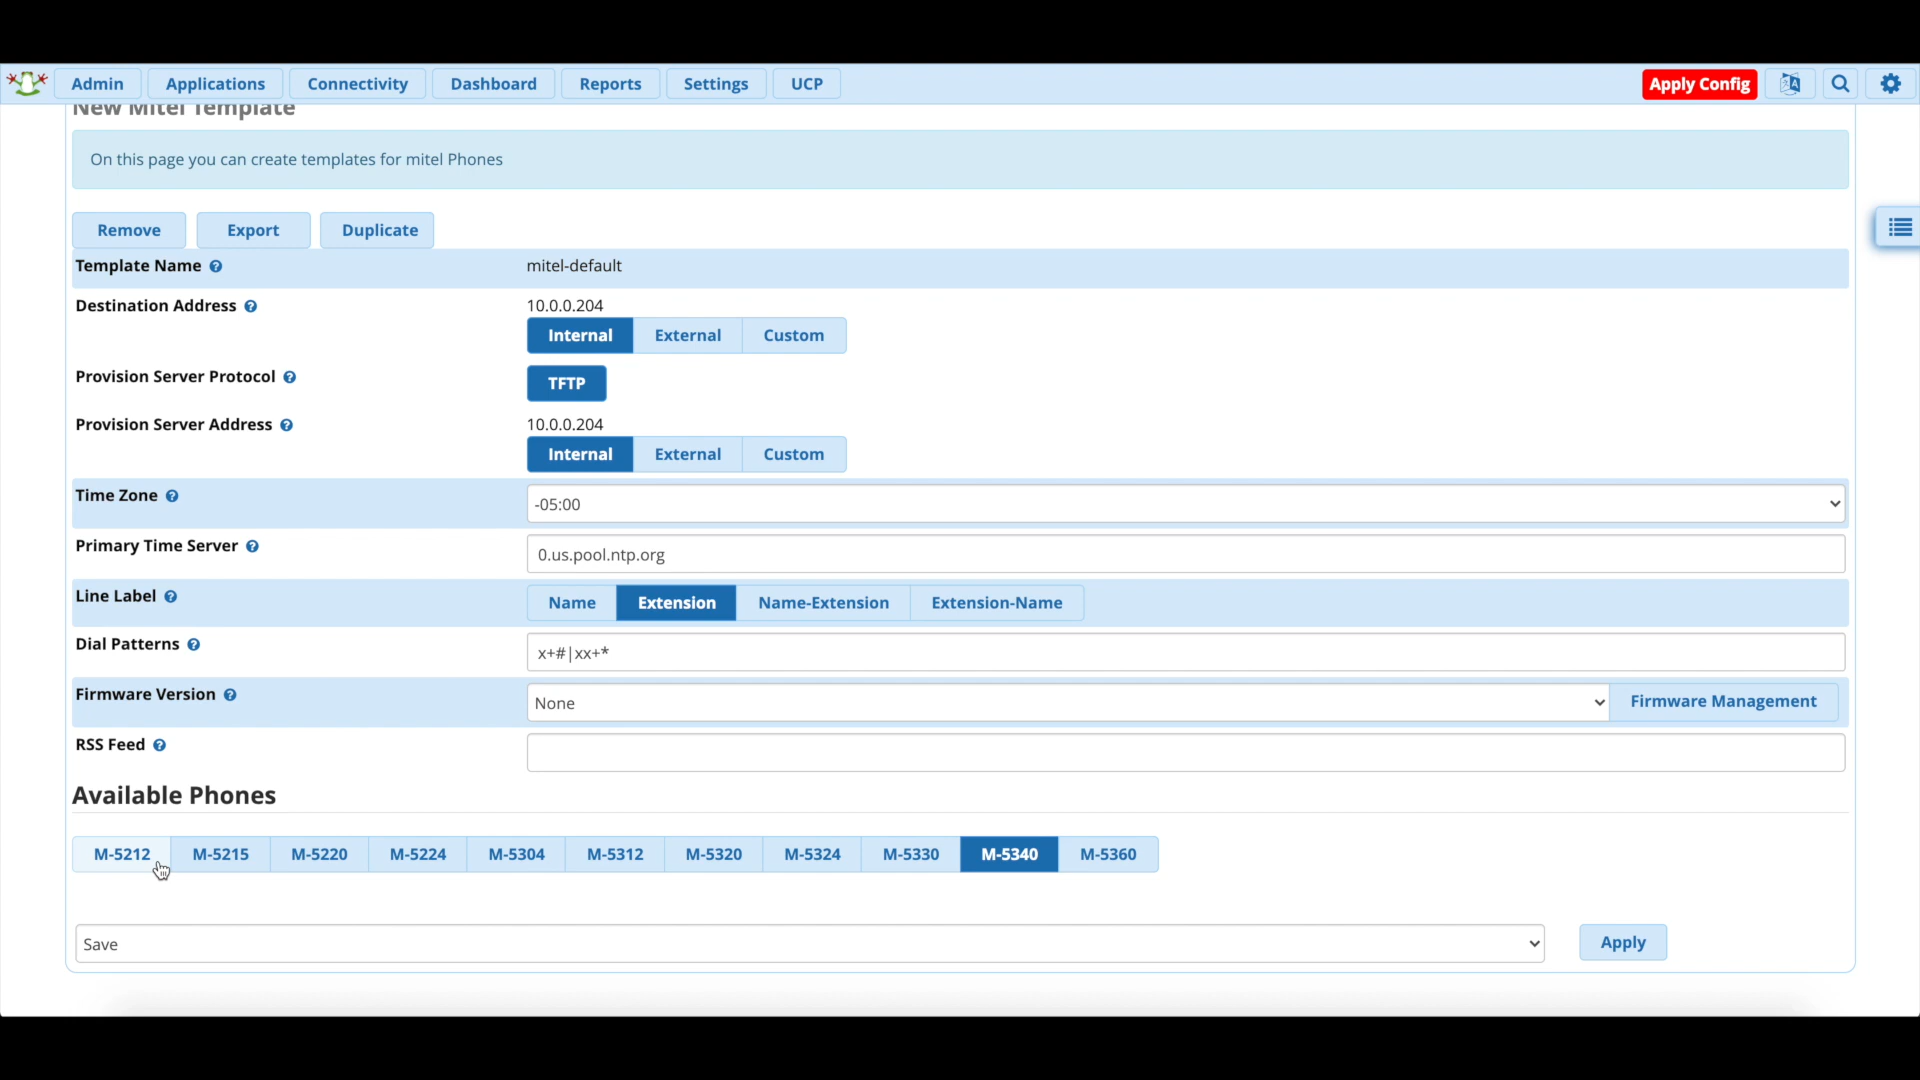 Admin Applications Connectivity Dashboard Reports Settings UCP Apply Config
New Mitel Template
On this page you can create templates for mitel Phones
Remove Export Duplicate
Template Name mitel-default
Destination Address 10.0.0.204
Internal External Custom
Provision Server Protocol TFTP
Provision Server Address 10.0.0.204
Internal External Custom
Time Zone -05:00
Primary Time Server 0.us.pool.ntp.org
Line Label Name Extension Name-Extension Extension-Name
Dial Patterns x+#|xx+*
Firmware Version None Firmware Management
RSS Feed
Available Phones
M-5212 M-5215 M-5220 M-5224 M-5304 M-5312 M-5320 M-5324 M-5330 M-5340 M-5360
Save Apply